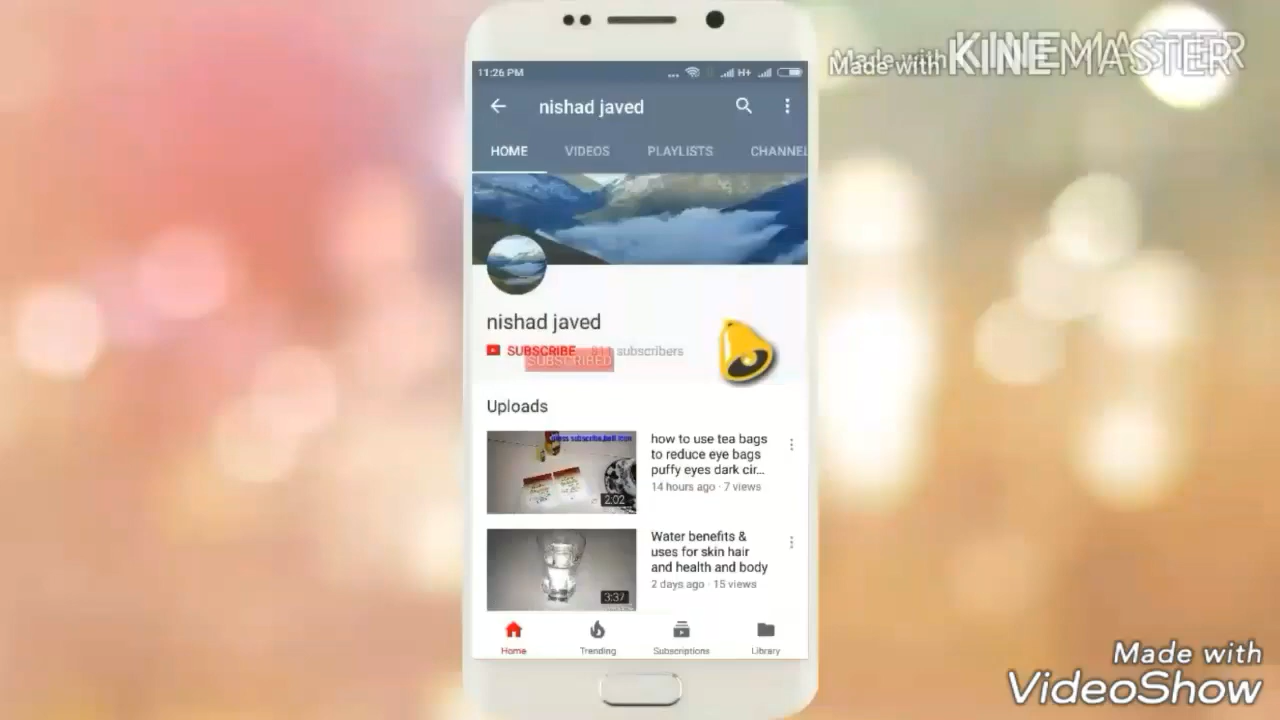 Made with KINEMASTER
Made with KINEMASTER
11:26 PM
H+
nishad javed
HOME VIDEOS PLAYLISTS CHANNEL
nishad javed
SUBSCRIBE subscribers
SUBSCRIBED
Uploads
how to use tea bags
to reduce eye bags
puffy eyes dark cir...
14 hours ago · 7 views
2:02
Water benefits &
uses for skin hair
and health and body
2 days ago · 15 views
3:37
Home Trending Subscriptions Library
Made with
VideoShow